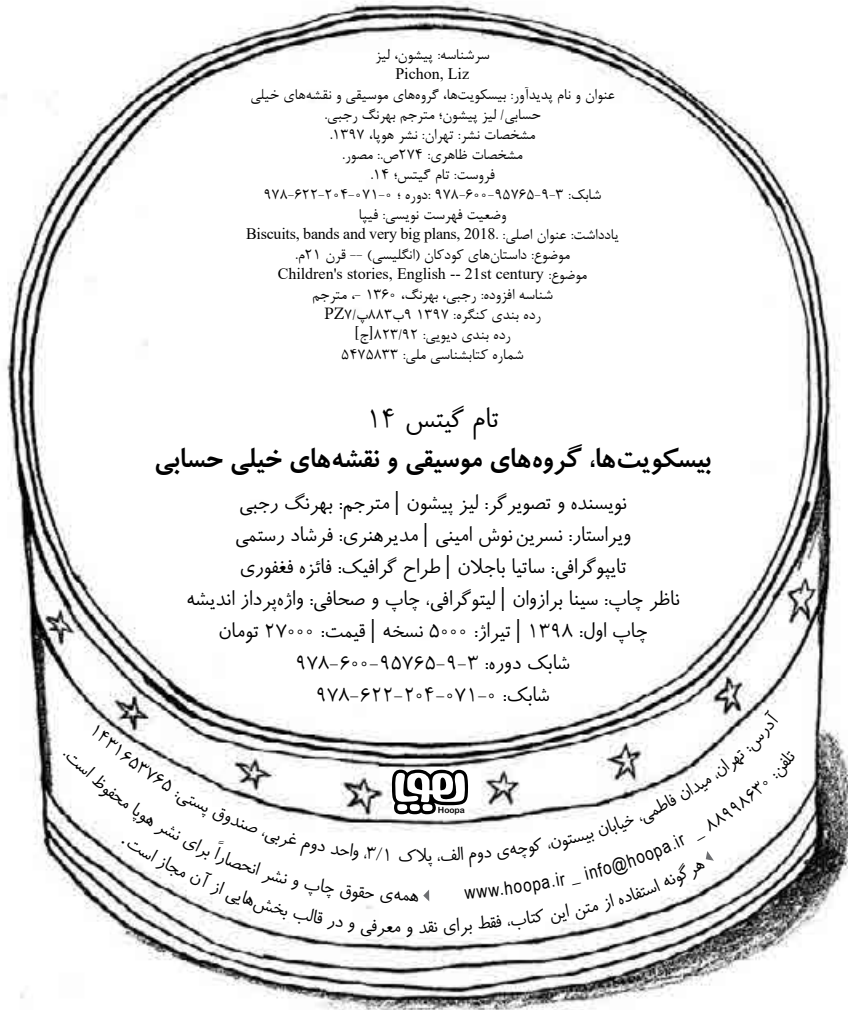 سرشناسه: پیشون، لیز
Pichon, Liz
عنوان و نام پدیدآور: بیسکویت‌ها، گروه‌های موسیقی و نقشه‌های خیلی
حسابی/ لیز پیشون؛ مترجم بهرنگ رجبی.
مشخصات نشر: تهران: نشر هوپا، ۱۳۹۷.
مشخصات ظاهری: ۲۷۴ص.: مصور.
فروست: تام گیتس؛ ۱۴.
شابک: ۳-۹-۹۵۷۶۵-۶۰۰-۹۷۸ :دوره ؛ ۰-۰۷۱-۲۰۴-۶۲۲-۹۷۸
وضعیت فهرست نویسی: فیپا
یادداشت: عنوان اصلی: Biscuits, bands and very big plans, 2018.
موضوع: داستان‌های کودکان (انگلیسی) -- قرن ۲۱م.
موضوع: Children's stories, English -- 21st century
شناسه افزوده: رجبی، بهرنگ، ۱۳۶۰ -، مترجم
رده بندی کنگره: ۱۳۹۷ ۹ب۸۸۳پ/PZ۷
رده بندی دیویی: ۸۲۳/۹۲[ج]
شماره کتابشناسی ملی: ۵۴۷۵۸۳۳
تام گیتس ۱۴
بیسکویت‌ها، گروه‌های موسیقی و نقشه‌های خیلی حسابی
نویسنده و تصویرگر: لیز پیشون | مترجم: بهرنگ رجبی
ویراستار: نسرین نوش امینی | مدیرهنری: فرشاد رستمی
تایپوگرافی: ساتیا باجلان | طراح گرافیک: فائزه فغفوری
ناظر چاپ: سینا برازوان | لیتوگرافی، چاپ و صحافی: واژه‌پرداز اندیشه
چاپ اول: ۱۳۹۸ | تیراژ: ۵۰۰۰ نسخه | قیمت: ۲۷۰۰۰ تومان
شابک دوره: ۳-۹-۹۵۷۶۵-۶۰۰-۹۷۸
شابک: ۰-۰۷۱-۲۰۴-۶۲۲-۹۷۸
هوپا
Hoopa
آدرس: تهران، میدان فاطمی، خیابان بیستون، کوچه‌ی دوم الف، پلاک ۳/۱، واحد دوم غربی، صندوق پستی: ۱۴۳۱۶۵۳۷۶۵
تلفن: ۸۸۹۹۸۶۳۰ _ www.hoopa.ir _ info@hoopa.ir
همه‌ی حقوق چاپ و نشر انحصاراً برای نشر هوپا محفوظ است.
هر گونه استفاده از متن این کتاب، فقط برای نقد و معرفی و در قالب بخش‌هایی از آن مجاز است.